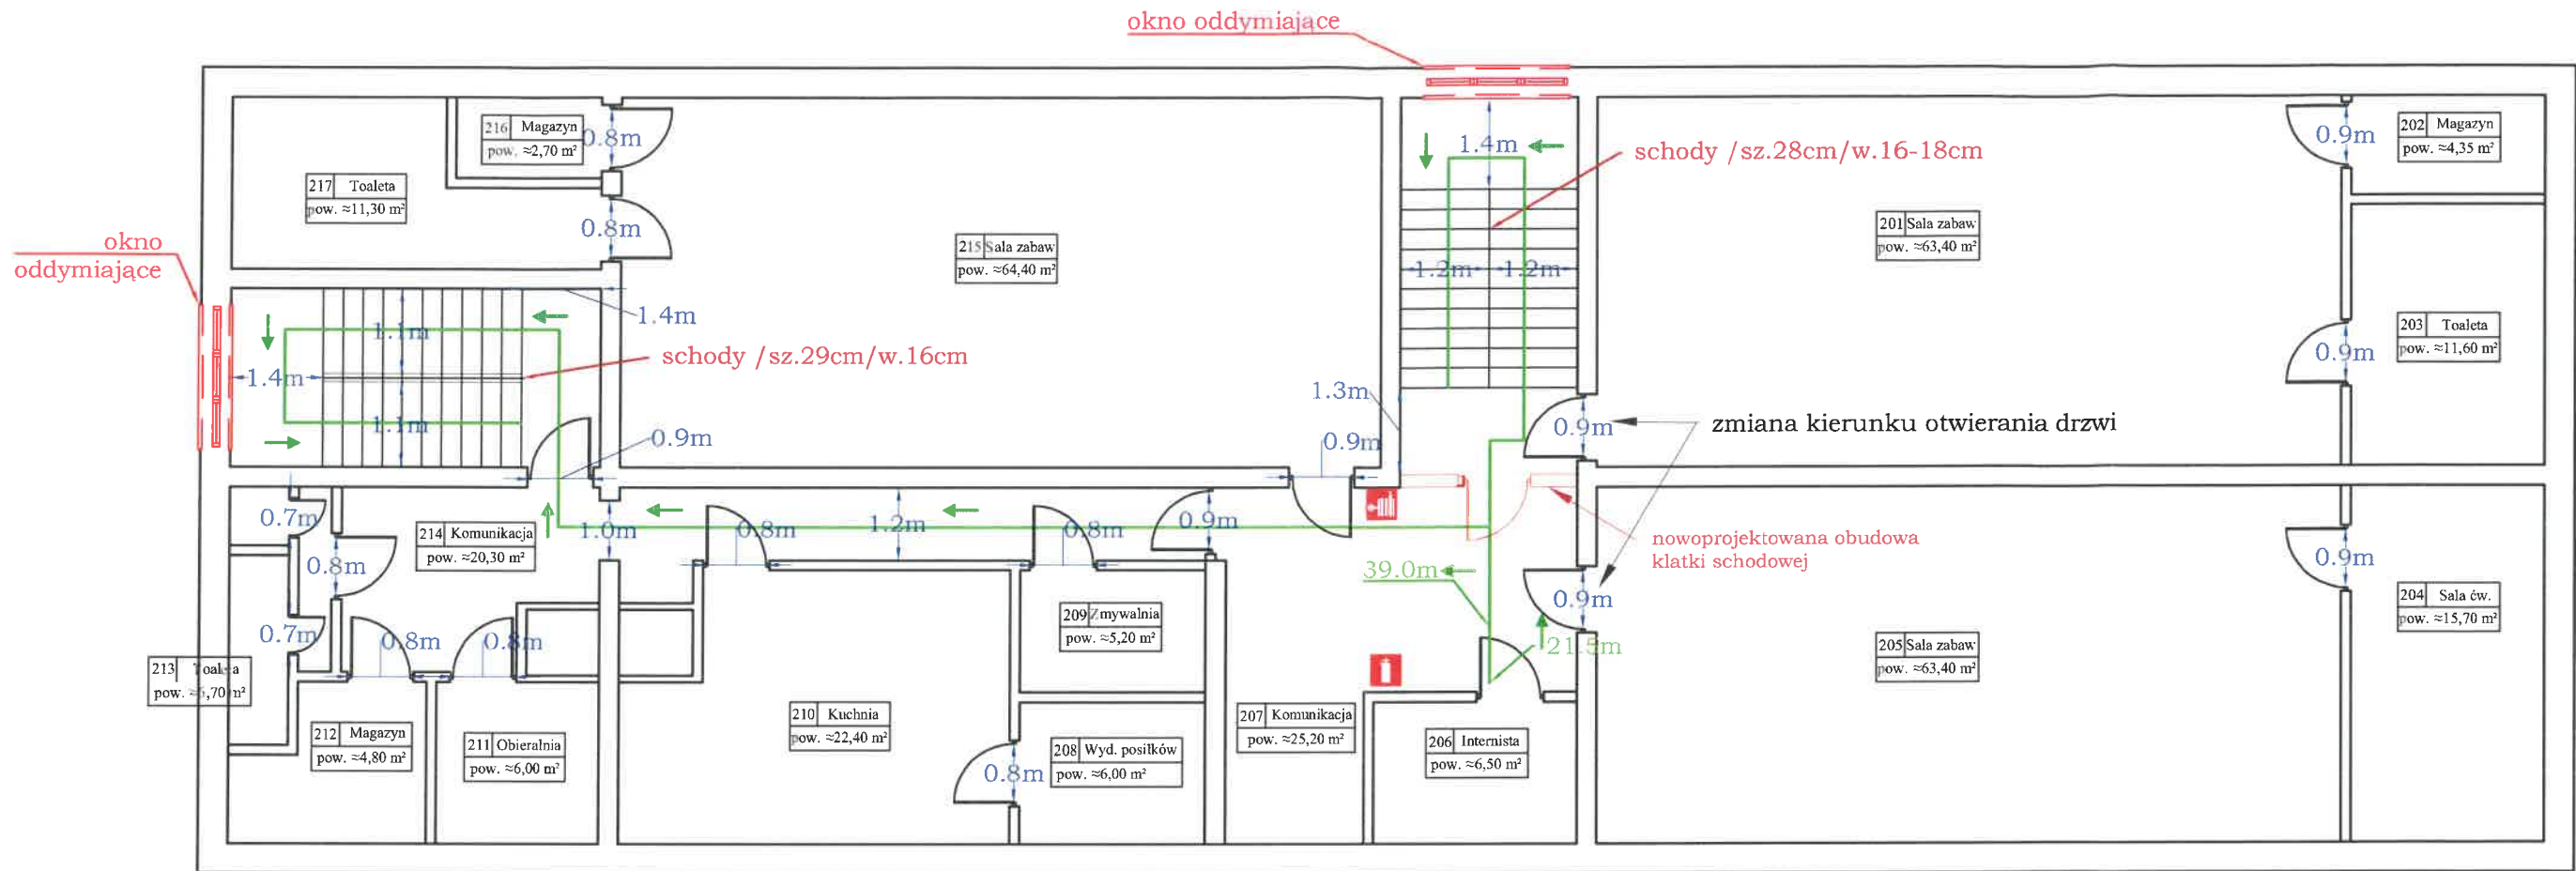 okno oddymiające
216 Magazyn
pow. ≈2,70 m²
0.8m
217 Toaleta
pow. ≈11,30 m²
0.8m
215 Sala zabaw
pow. ≈64,40 m²
1.4m
schody /sz.28cm/w.16-18cm
1.2m 1.2m
201 Sala zabaw
pow. ≈63,40 m²
0.9m
202 Magazyn
pow. ≈4,35 m²
203 Toaleta
pow. ≈11,60 m²
0.9m
okno
oddymiające
1.4m
1.1m
1.4m
1.1m
schody /sz.29cm/w.16cm
0.9m
1.3m
0.9m
0.9m
zmiana kierunku otwierania drzwi
0.7m
214 Komunikacja
pow. ≈20,30 m²
1.0m
0.8m
1.2m
0.8m
0.9m
nowoprojektowana obudowa
klatki schodowej
0.8m
39.0m
0.9m
0.9m
204 Sala ćw.
pow. ≈15,70 m²
209 Zmywalnia
pow. ≈5,20 m²
0.7m
0.8m
0.8m
21.5m
205 Sala zabaw
pow. ≈63,40 m²
213 Toaleta
pow. ,70 m²
212 Magazyn
pow. ≈4,80 m²
211 Obieralnia
pow. ≈6,00 m²
210 Kuchnia
pow. ≈22,40 m²
0.8m
208 Wyd. posiłków
pow. ≈6,00 m²
207 Komunikacja
pow. ≈25,20 m²
206 Internista
pow. ≈6,50 m²